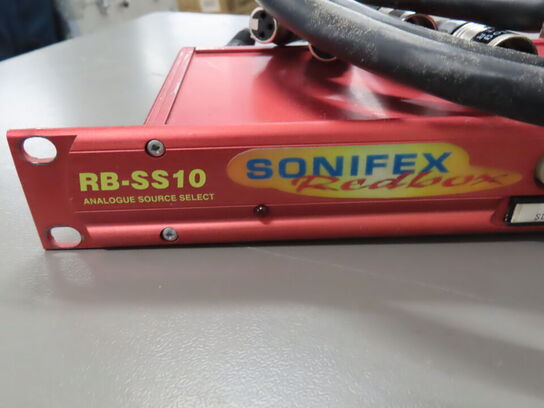 RB-SS10
ANALOGUE SOURCE SELECT
SONIFEX
Redbox